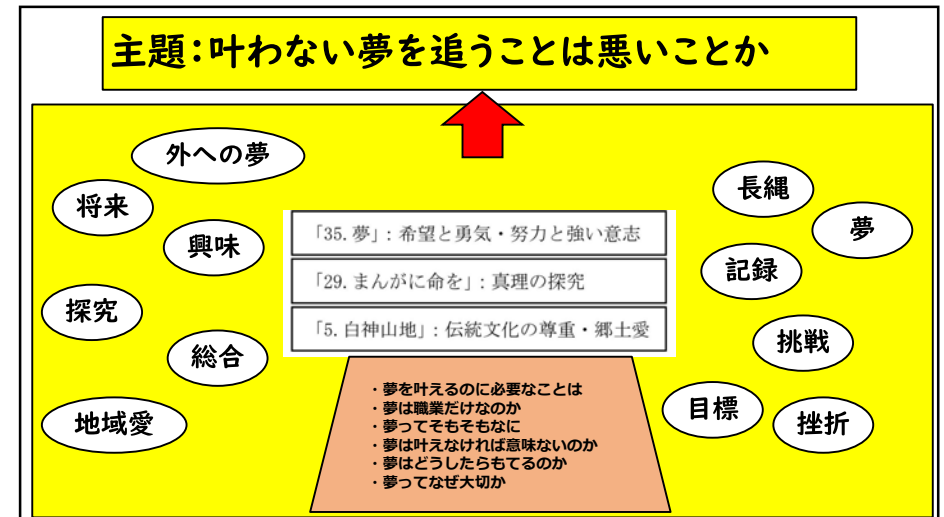 主題:叶わない夢を追うことは悪いことか
外への夢
将来
興味
探究
総合
地域愛
「35.夢」:希望と勇気・努力と強い意志
「29.まんがに命を」:真理の探究
「5.白神山地」:伝統文化の尊重・郷土愛
・夢を叶えるのに必要なことは
・夢は職業だけなのか
・夢ってそもそもなに
・夢は叶えなければ意味ないのか
・夢はどうしたらもてるのか
・夢ってなぜ大切か
長縄
夢
記録
挑戦
目標
挫折